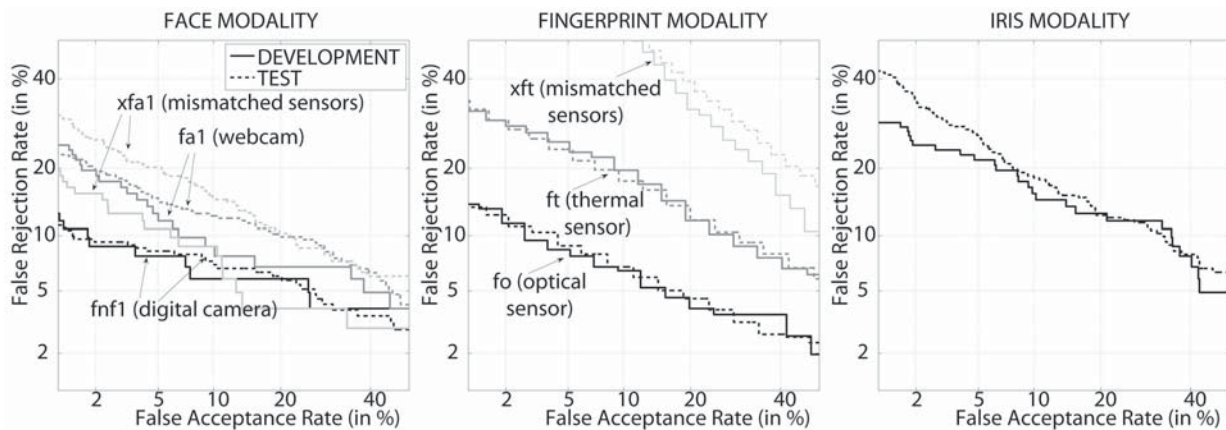 FACE MODALITY
False Rejection Rate (in %)
40
20
10
5
2
DEVELOPMENT
TEST
xfa1 (mismatched sensors)
fa1 (webcam)
fnf1 (digital camera)
2 5 10 20 40
False Acceptance Rate (in %)
FINGERPRINT MODALITY
False Rejection Rate (in %)
40
20
10
5
2
xft (mismatched
sensors)
ft (thermal
sensor)
fo (optical
sensor)
2 5 10 20 40
False Acceptance Rate (in %)
IRIS MODALITY
False Rejection Rate (in %)
40
20
10
5
2
2 5 10 20 40
False Acceptance Rate (in %)